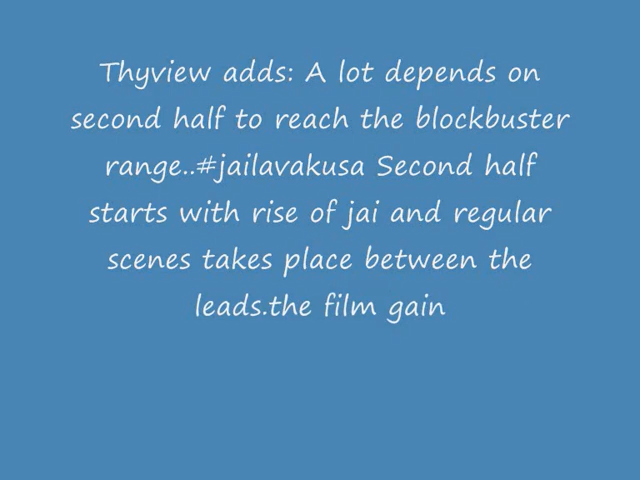 Thyview adds: A lot depends on
second half to reach the blockbuster
range..#jailavakusa Second half
starts with rise of jai and regular
scenes takes place between the
leads.the film gain